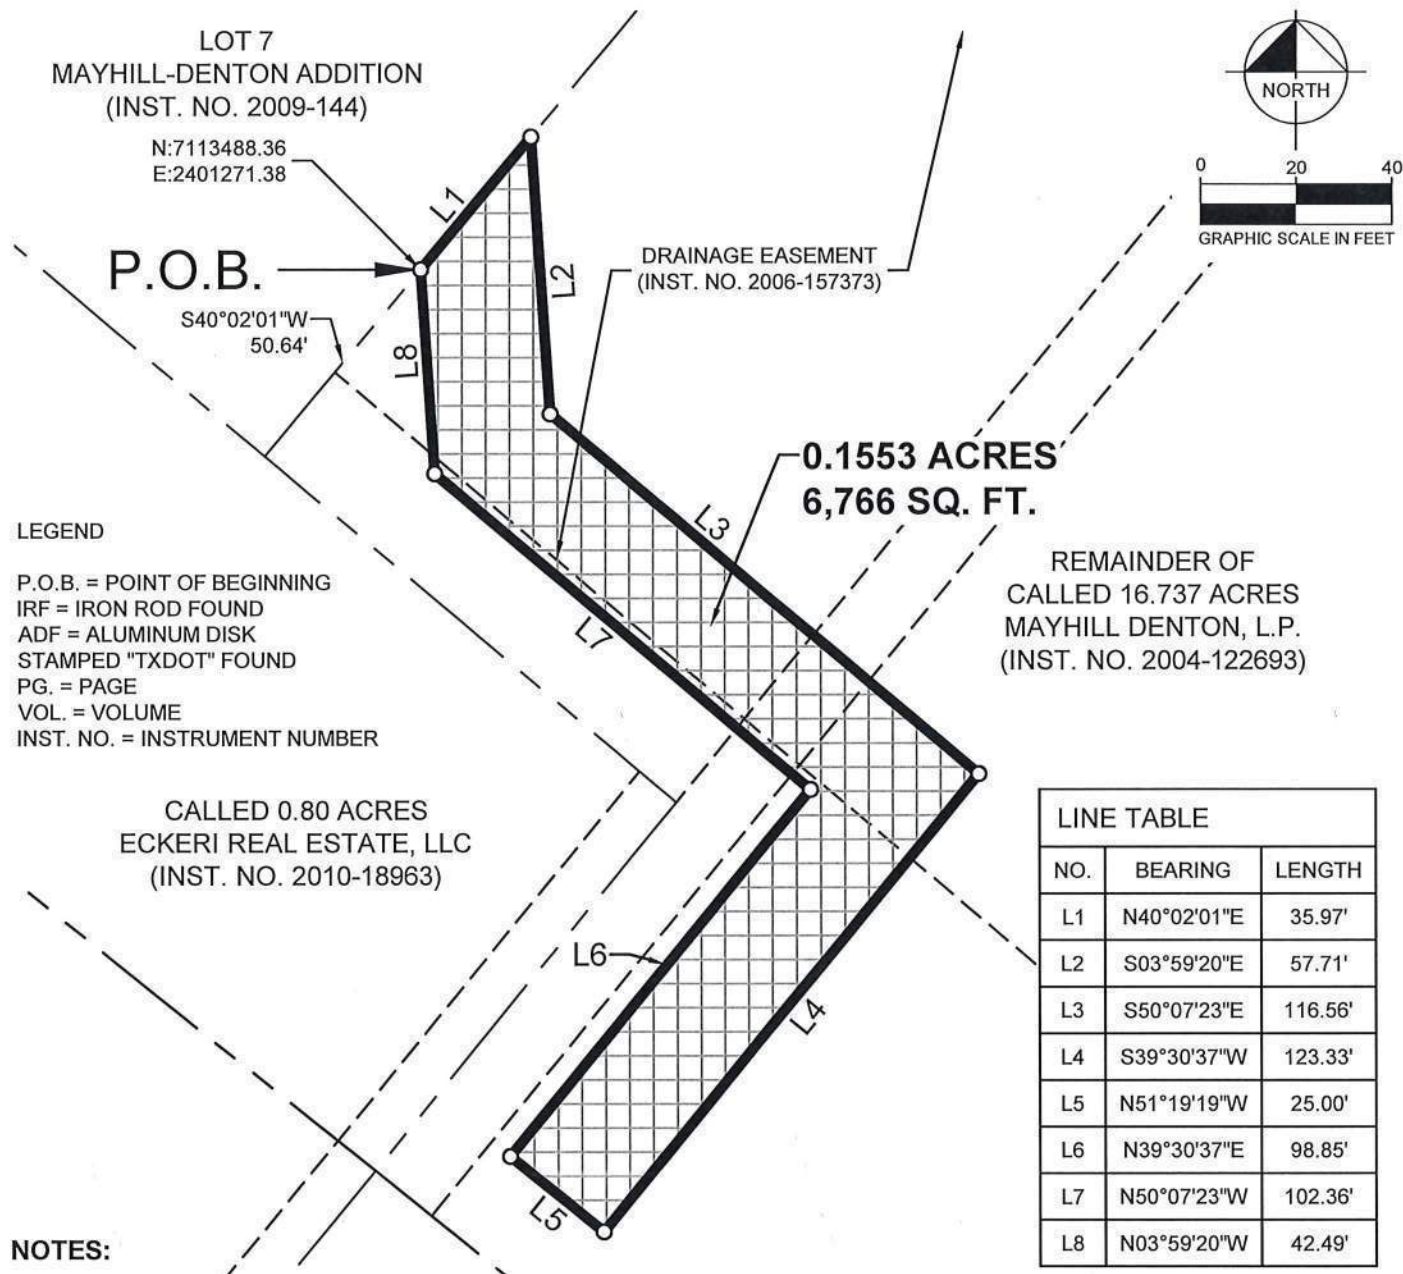 LOT 7
MAYHILL-DENTON ADDITION
(INST. NO. 2009-144)
N:7113488.36
E:2401271.38
P.O.B.
S40°02'01"W
50.64'
L1
L2
L8
DRAINAGE EASEMENT
(INST. NO. 2006-157373)
NORTH
0 20 40
GRAPHIC SCALE IN FEET
0.1553 ACRES
6,766 SQ. FT.
L3
L7
REMAINDER OF
CALLED 16.737 ACRES
MAYHILL DENTON, L.P.
(INST. NO. 2004-122693)
LEGEND
P.O.B. = POINT OF BEGINNING
IRF = IRON ROD FOUND
ADF = ALUMINUM DISK
STAMPED "TXDOT" FOUND
PG. = PAGE
VOL. = VOLUME
INST. NO. = INSTRUMENT NUMBER
CALLED 0.80 ACRES
ECKERI REAL ESTATE, LLC
(INST. NO. 2010-18963)
L6
L4
L5
LINE TABLE
NO. BEARING LENGTH
L1 N40°02'01"E 35.97'
L2 S03°59'20"E 57.71'
L3 S50°07'23"E 116.56'
L4 S39°30'37"W 123.33'
L5 N51°19'19"W 25.00'
L6 N39°30'37"E 98.85'
L7 N50°07'23"W 102.36'
L8 N03°59'20"W 42.49'
NOTES: